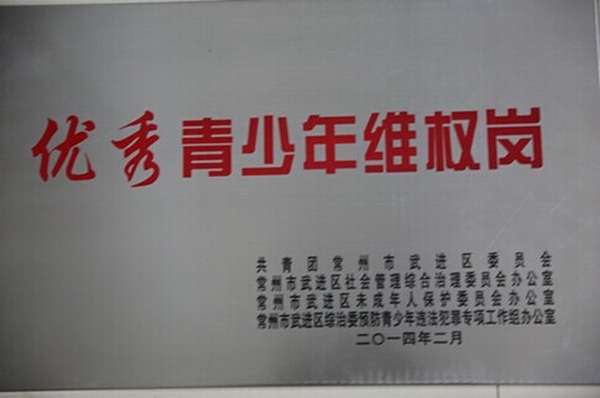 优秀青少年维权岗
共青团常州市武进区委员会
常州市武进区社会管理综合治理委员会办公室
常州市武进区未成年人保护委员会办公室
常州市武进区综治委预防青少年违法犯罪专项工作组办公室
二〇一四年二月